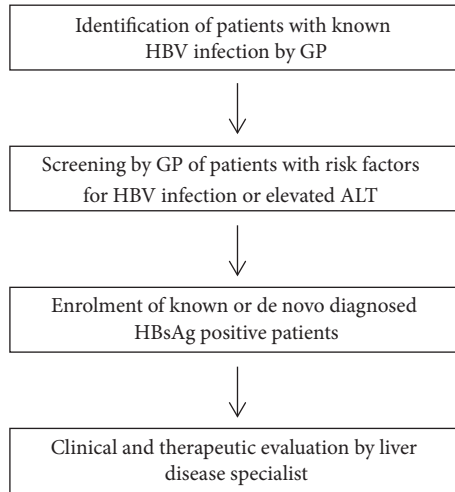 Identification of patients with known
HBV infection by GP
Screening by GP of patients with risk factors
for HBV infection or elevated ALT
Enrolment of known or de novo diagnosed
HBsAg positive patients
Clinical and therapeutic evaluation by liver
disease specialist